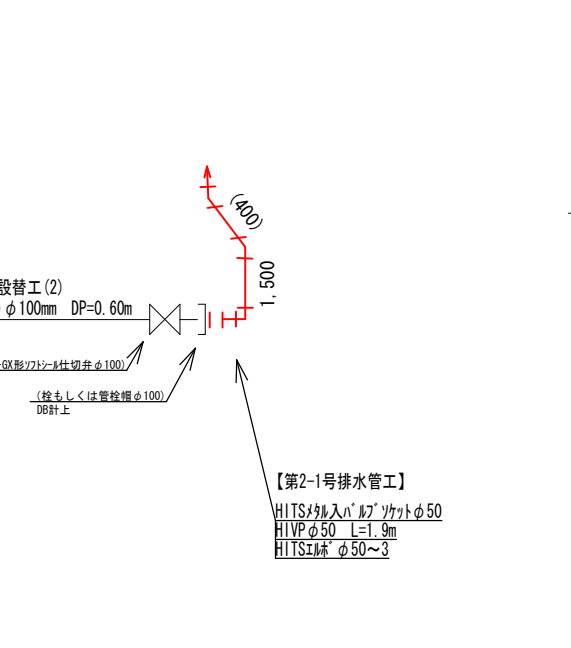 (400)
1,500
設替工(2)
φ100mm DP=0.60m
GX形ソフトシール仕切弁φ100)
(栓もしくは管栓帽φ100)
DB計上
【第2-1号排水管工】
HITSメタル入バルブソケットφ50
HIVPφ50 L=1.9m
HITSエルボφ50~3